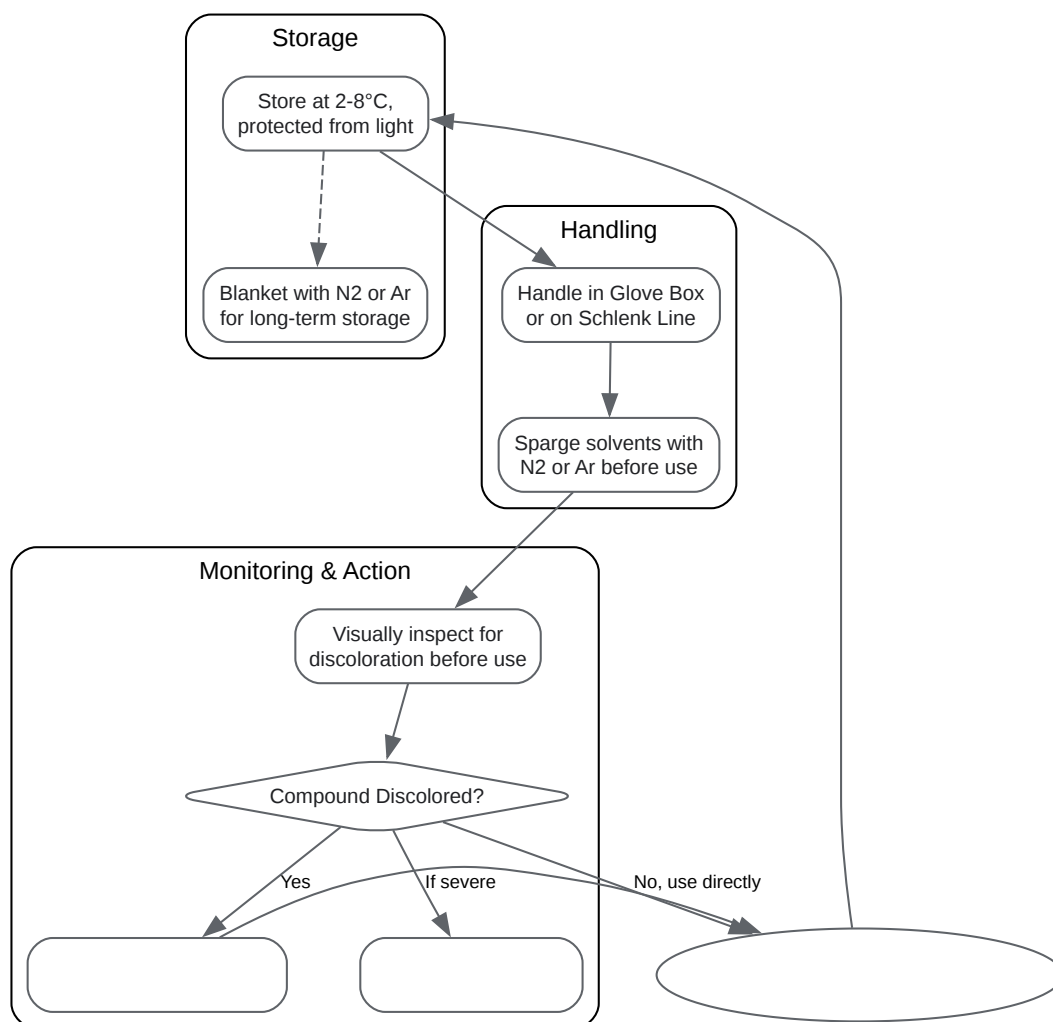 Storage
Store at 2-8°C,
protected from light
Blanket with N2 or Ar
for long-term storage
Handling
Handle in Glove Box
or on Schlenk Line
Sparge solvents with
N2 or Ar before use
Monitoring & Action
Visually inspect for
discoloration before use
Compound Discolored?
Yes
If severe
No, use directly